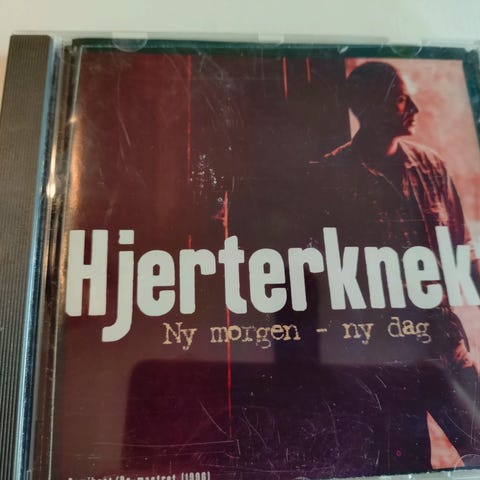 Hjerterknek
Ny morgen - ny dag